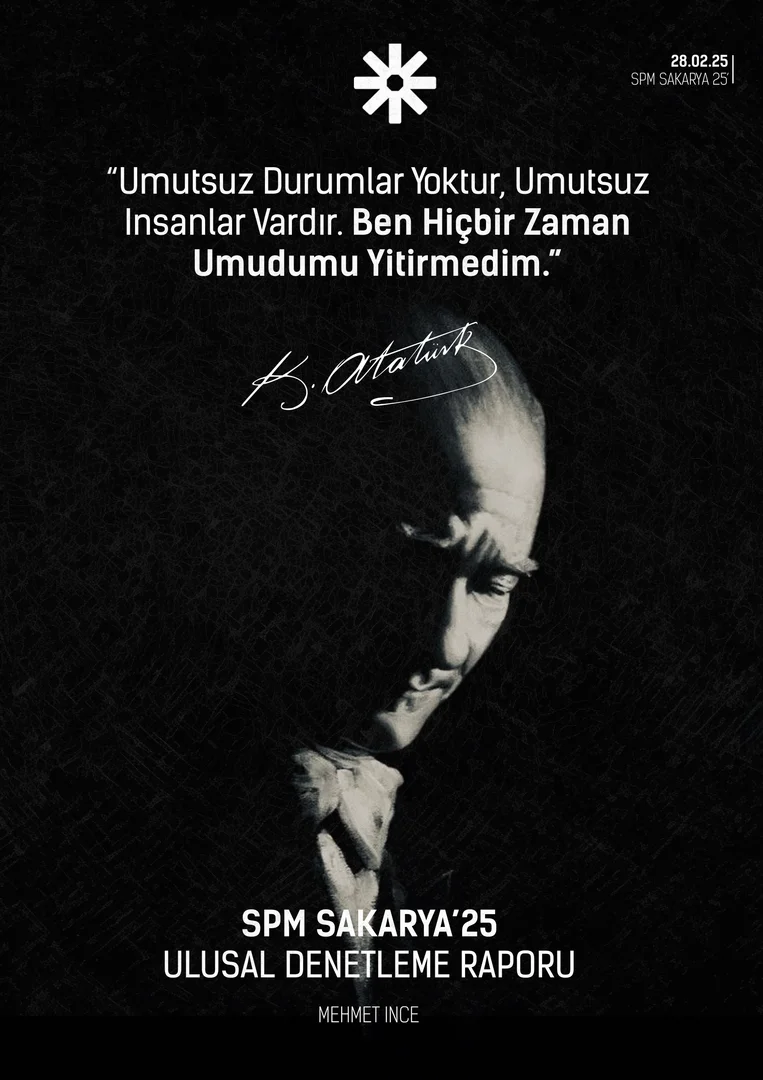 28.02.25
SPM SAKARYA 25'
“Umutsuz Durumlar Yoktur, Umutsuz
Insanlar Vardır. Ben Hiçbir Zaman
Umudumu Yitirmedim.”
K. Atatürk
SPM SAKARYA’25
ULUSAL DENETLEME RAPORU
MEHMET INCE